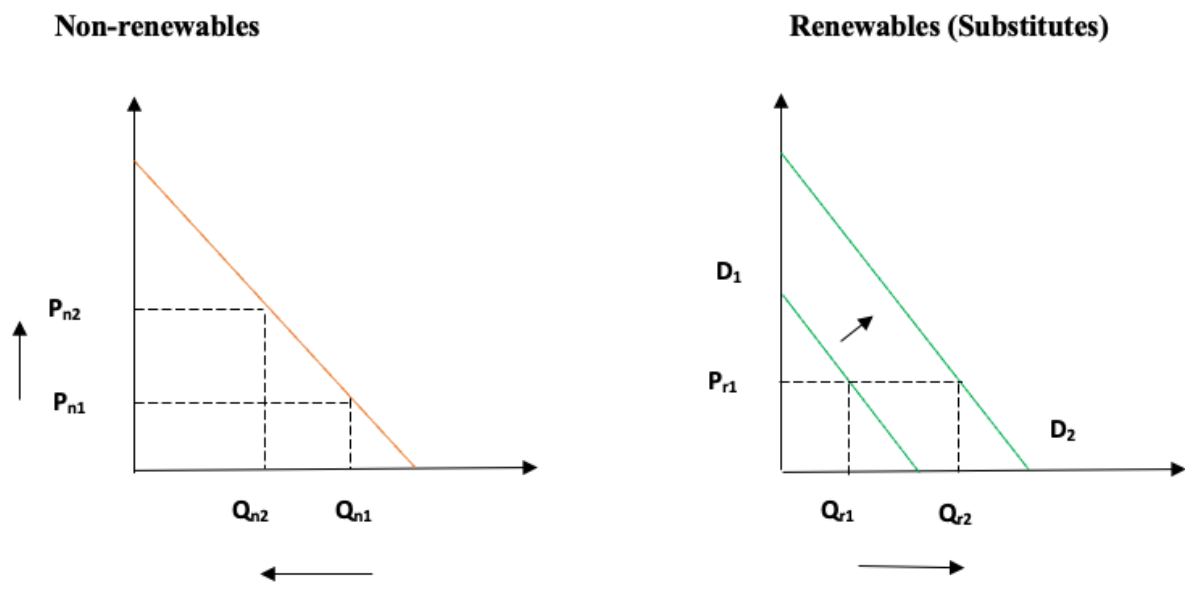 Non-renewables
Renewables (Substitutes)
Pn2
Pn1
Qn2 Qn1
D1
Pr1
D2
Qr1 Qr2